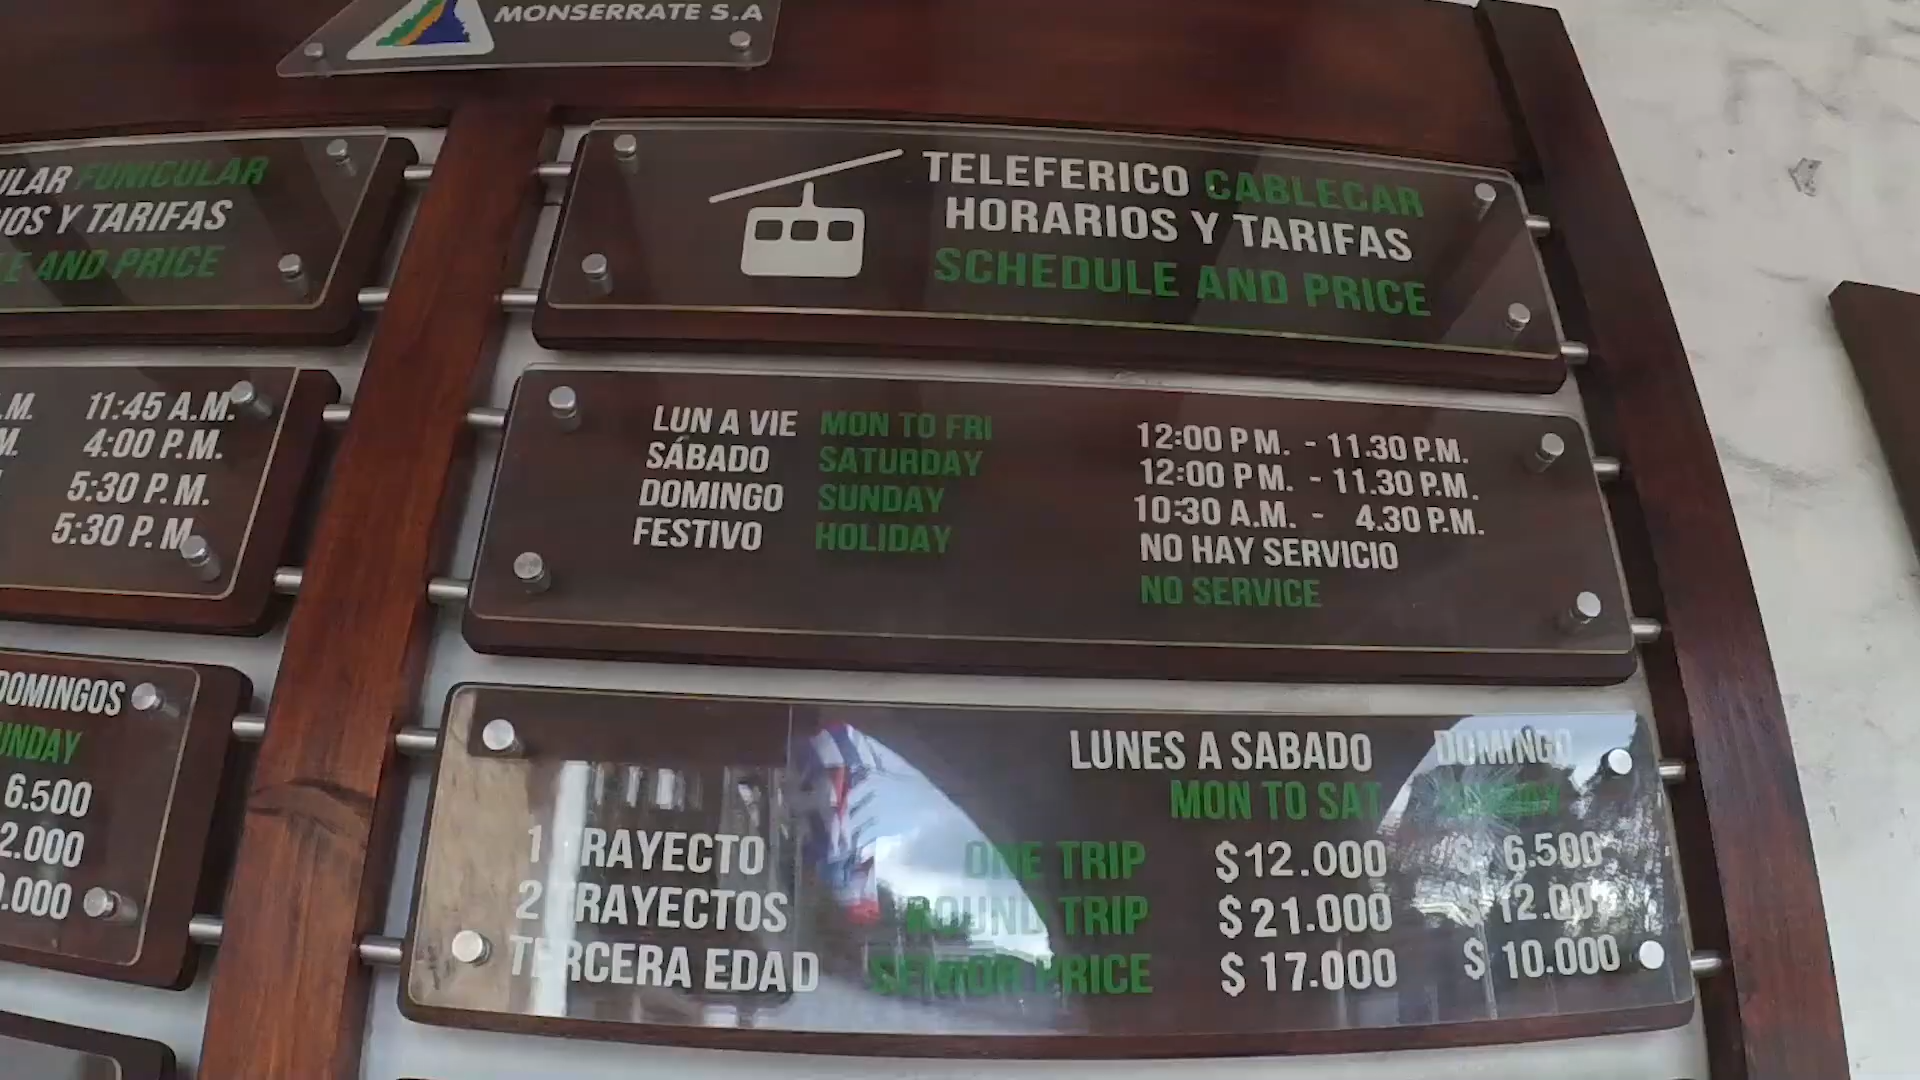 MONSERRATE S.A
ULAR FUNICULAR
IOS Y TARIFAS
LE AND PRICE
.M. 11:45 A.M.
M. 4:00 P.M.
5:30 P.M.
5:30 P.M.
DOMINGOS
UNDAY
6.500
2.000
0.000
TELEFERICO CABLECAR
HORARIOS Y TARIFAS
SCHEDULE AND PRICE
LUN A VIE MON TO FRI 12:00 P M. - 11.30 P.M.
SÁBADO SATURDAY 12:00 P M. - 11.30 P.M.
DOMINGO SUNDAY 10:30 A.M. - 4.30 P.M.
FESTIVO HOLIDAY NO HAY SERVICIO
NO SERVICE
LUNES A SABADO DOMINGO
MON TO SAT SUNDAY
1 TRAYECTO ONE TRIP $12.000 $ 6.500
2 TRAYECTOS ROUND TRIP $21.000 $ 12.000
TERCERA EDAD SENIOR PRICE $ 17.000 $ 10.000